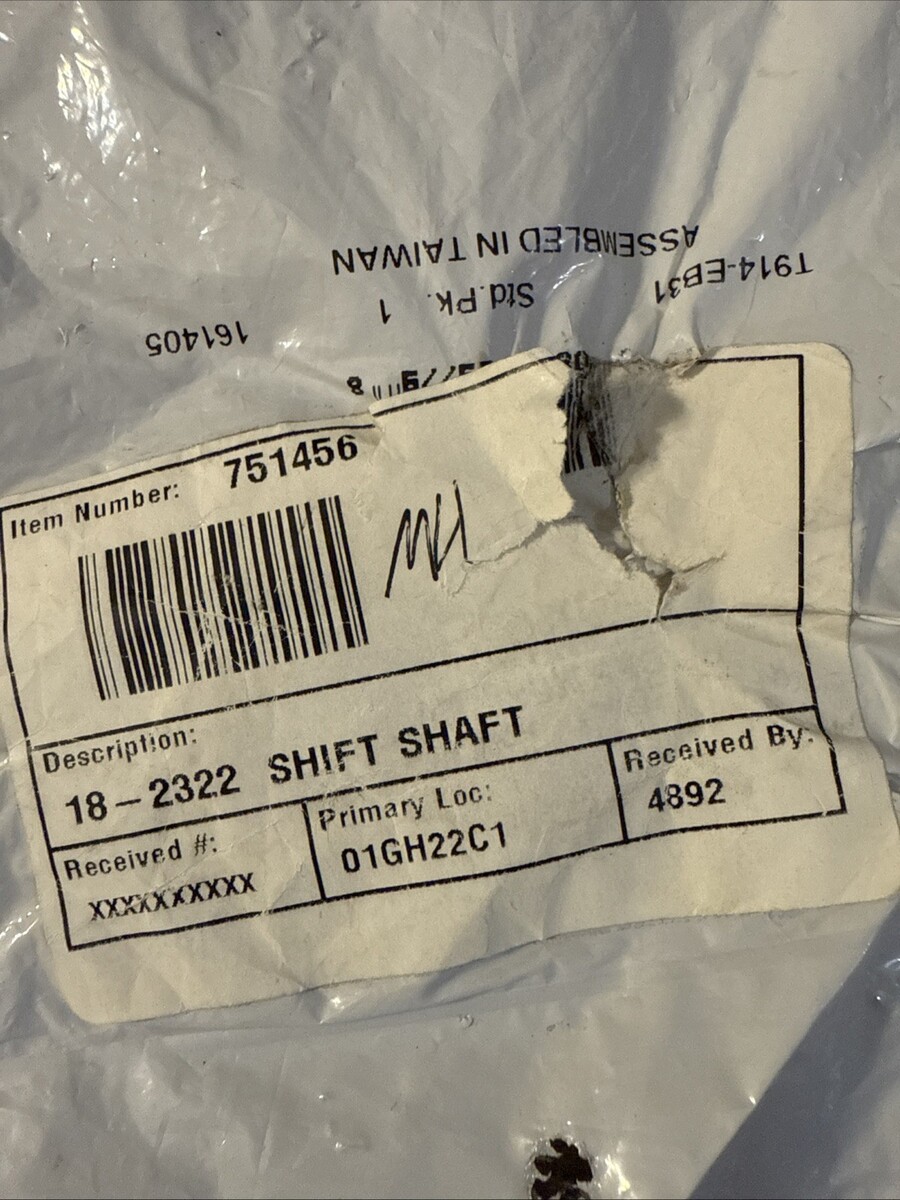 T914-EB31
ASSEMBLED IN TAIWAN
Std.Pk. 1
161405
Item Number: 751456
Description:
18-2322 SHIFT SHAFT
Received #:
XXXXXXXXXX
Primary Loc:
01GH22C1
Received By:
4892